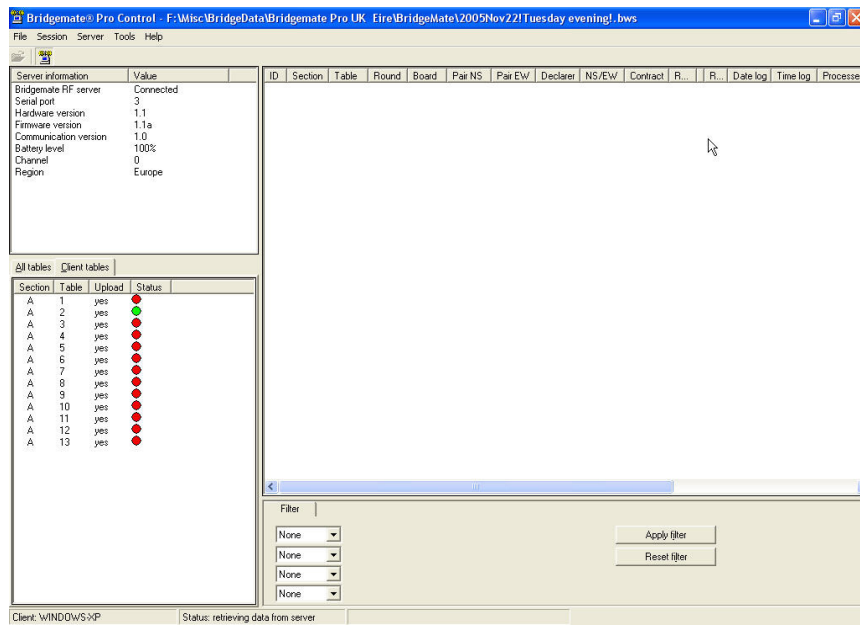 Bridgemate® Pro Control - F:\Misc\BridgeData\Bridgemate Pro UK Eire\BridgeMate\2005Nov22!Tuesday evening!.bws
File Session Server Tools Help
Server information Value
Bridgemate RF server Connected
Serial port 3
Hardware version 1.1
Firmware version 1.1a
Communication version 1.0
Battery level 100%
Channel 0
Region Europe
ID Section Table Round Board Pair NS Pair EW Declarer NS/EW Contract R... R... Date log Time log Processe
All tables Client tables
Section Table Upload Status
A 1 yes
A 2 yes
A 3 yes
A 4 yes
A 5 yes
A 6 yes
A 7 yes
A 8 yes
A 9 yes
A 10 yes
A 11 yes
A 12 yes
A 13 yes
Filter
None
None
None
None
Apply filter
Reset filter
Client: WINDOWS-XP Status: retrieving data from server